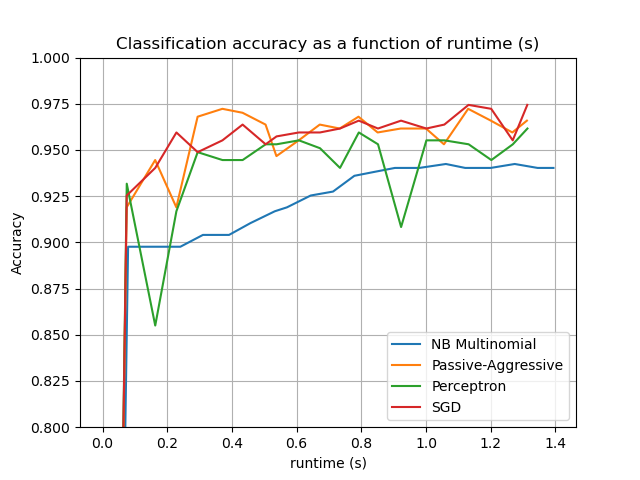 Classification accuracy as a function of runtime (s)
1.000
0.975
0.950
0.925
0.900
0.875
0.850
0.825
0.800
Accuracy
NB Multinomial
Passive-Aggressive
Perceptron
SGD
0.0 0.2 0.4 0.6 0.8 1.0 1.2 1.4
runtime (s)